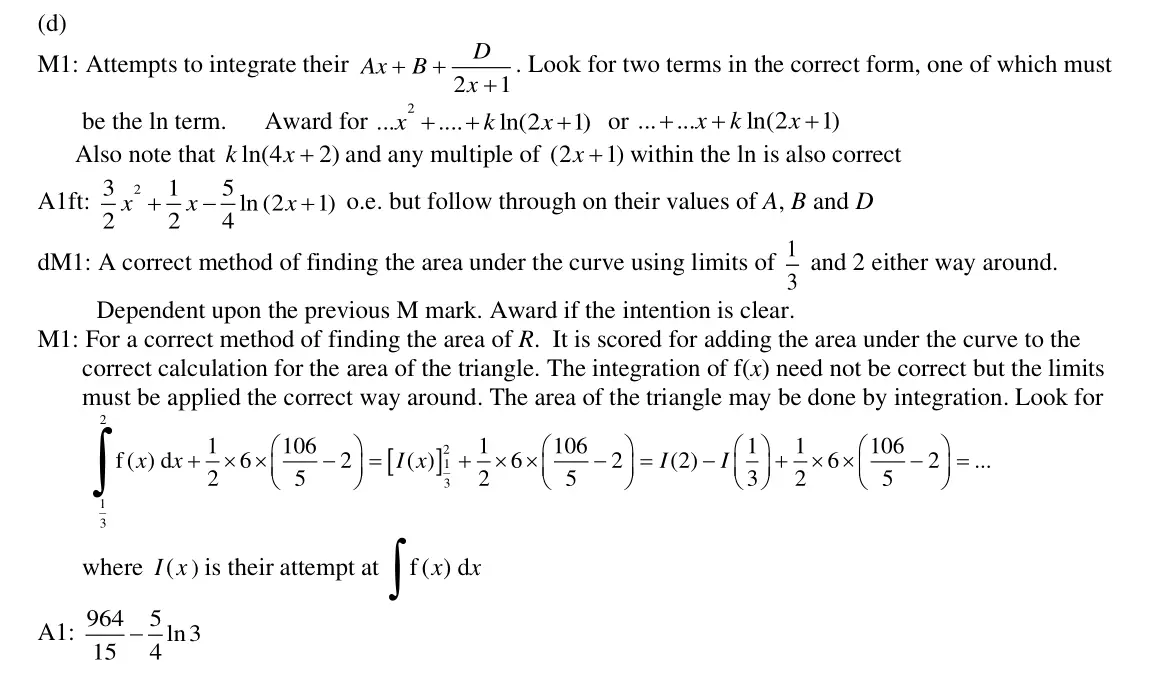 (d)
M1: Attempts to integrate their Ax + B + D/(2x+1) . Look for two terms in the correct form, one of which must
be the ln term. Award for ...x² + .... + k ln(2x+1) or ... + ...x + k ln(2x+1)
Also note that k ln(4x + 2) and any multiple of (2x+1) within the ln is also correct
A1ft: 3/2 x² + 1/2 x − 5/4 ln (2x+1) o.e. but follow through on their values of A, B and D
dM1: A correct method of finding the area under the curve using limits of 1/3 and 2 either way around.
Dependent upon the previous M mark. Award if the intention is clear.
M1: For a correct method of finding the area of R. It is scored for adding the area under the curve to the
correct calculation for the area of the triangle. The integration of f(x) need not be correct but the limits
must be applied the correct way around. The area of the triangle may be done by integration. Look for
∫_{1/3}^{2} f(x) dx + 1/2 × 6 × (106/5 − 2) = [I(x)]_{1/3}^{2} + 1/2 × 6 × (106/5 − 2) = I(2) − I(1/3) + 1/2 × 6 × (106/5 − 2) = ...
where I(x) is their attempt at ∫ f(x) dx
A1: 964/15 − 5/4 ln 3